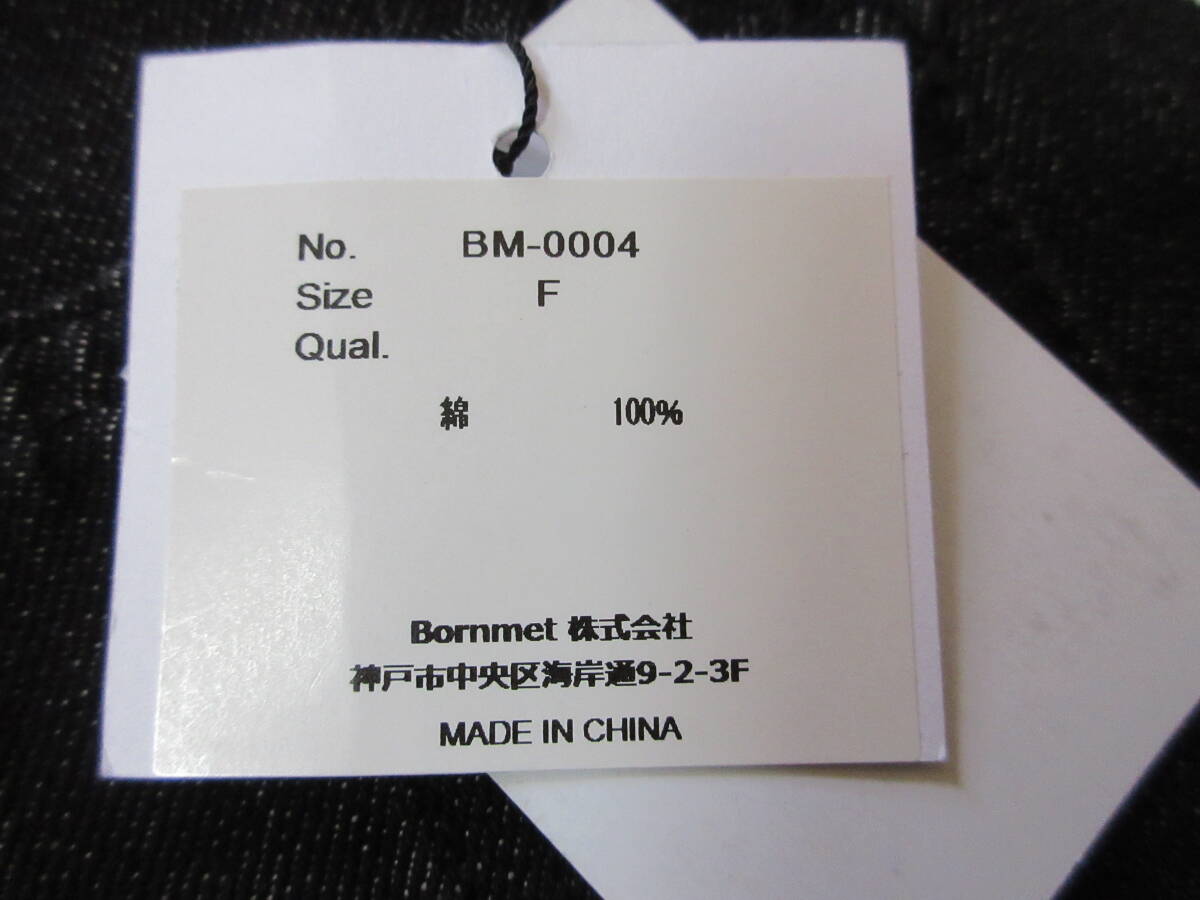 No. BM-0004
Size F
Qual.
綿 100%
Bornmet 株式会社
神戸市中央区海岸通9-2-3F
MADE IN CHINA